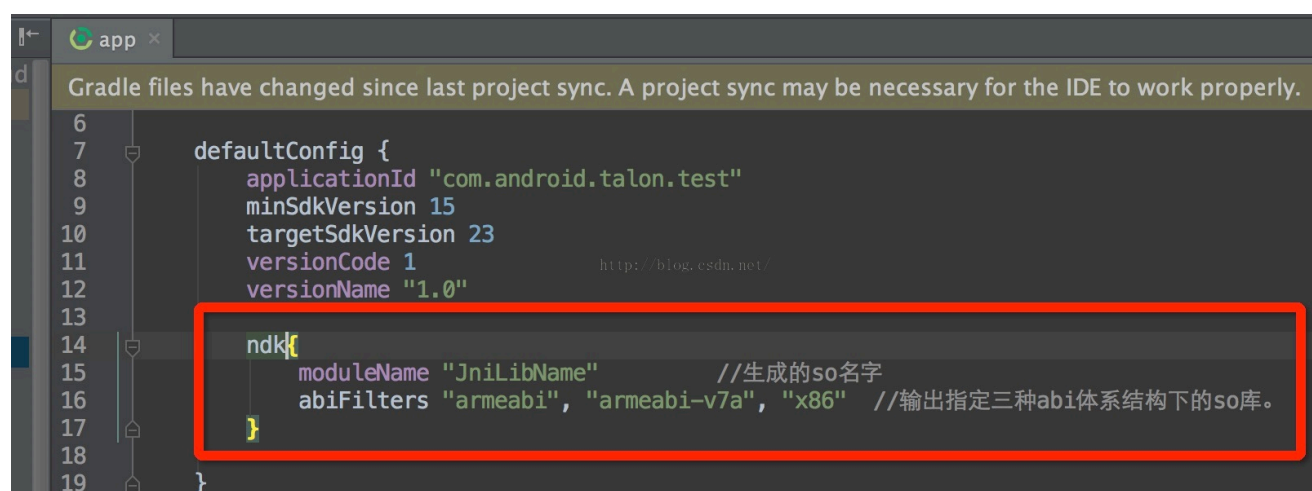 app
d
Gradle files have changed since last project sync. A project sync may be necessary for the IDE to work properly.
6
7 defaultConfig {
8 applicationId "com.android.talon.test"
9 minSdkVersion 15
10 targetSdkVersion 23
11 versionCode 1 http://blog.csdn.net/
12 versionName "1.0"
13
14 ndk{
15 moduleName "JniLibName" //生成的so名字
16 abiFilters "armeabi", "armeabi-v7a", "x86" //输出指定三种abi体系结构下的so库。
17 }
18
19 }